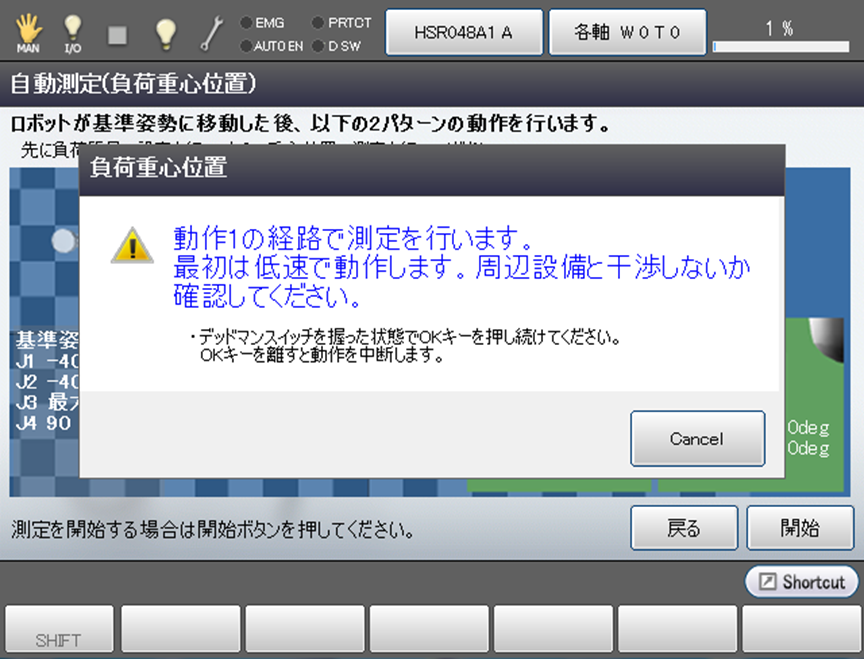 MAN
I/O
EMG
AUTO EN
PRTCT
D SW
HSR048A1 A
各軸 W0T0
1 %
自動測定(負荷重心位置)
ロボットが基準姿勢に移動した後、以下の2パターンの動作を行います。
先に負荷
負荷重心位置
動作1の経路で測定を行います。
最初は低速で動作します。周辺設備と干渉しないか
確認してください。
・デッドマンスイッチを握った状態でOKキーを押し続けてください。
OKキーを離すと動作を中断します。
Cancel
基準姿
J1 -40
J2 -40
J3 最
J4 90
0deg
0deg
測定を開始する場合は開始ボタンを押してください。
戻る
開始
Shortcut
SHIFT